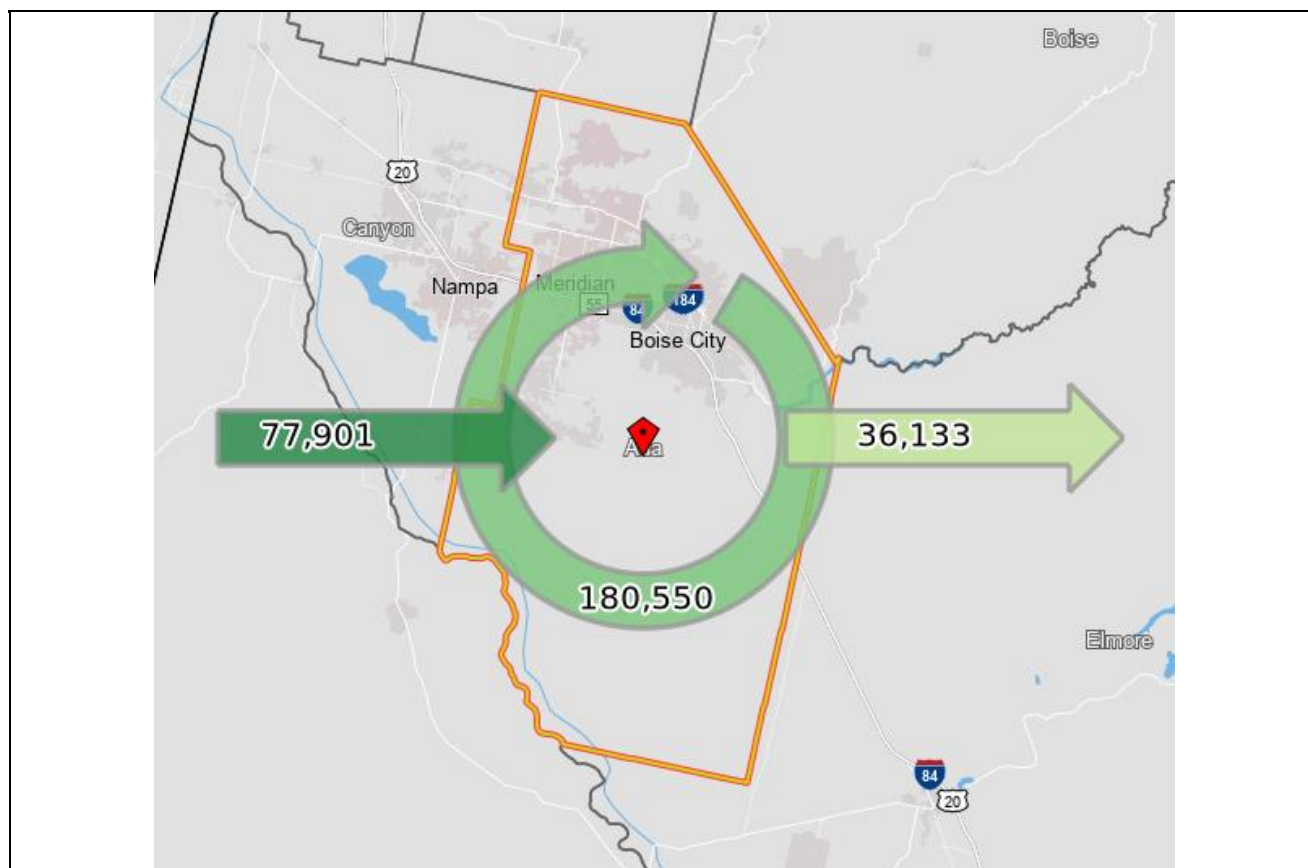 Boise
20
Canyon
Nampa
Meridian
55
84
184
Boise City
77,901
36,133
Ada
180,550
Elmore
84
20